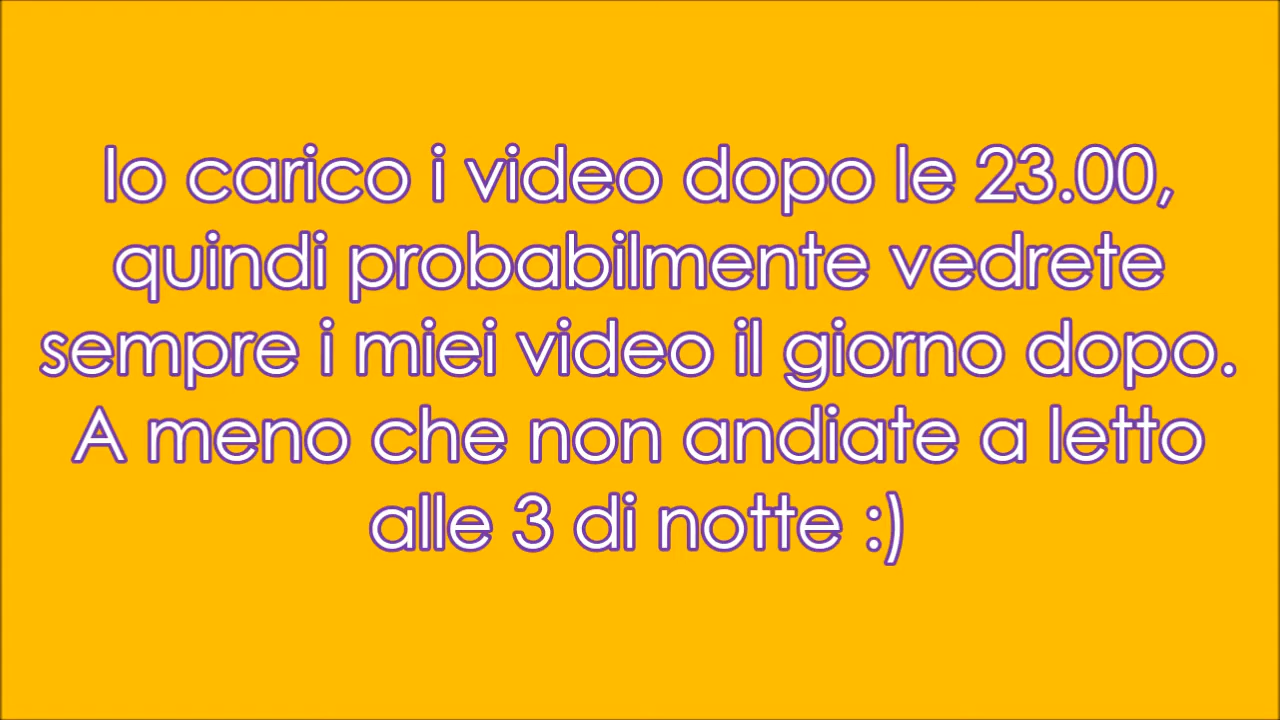 Io carico i video dopo le 23.00,
quindi probabilmente vedrete
sempre i miei video il giorno dopo.
A meno che non andiate a letto
alle 3 di notte :)